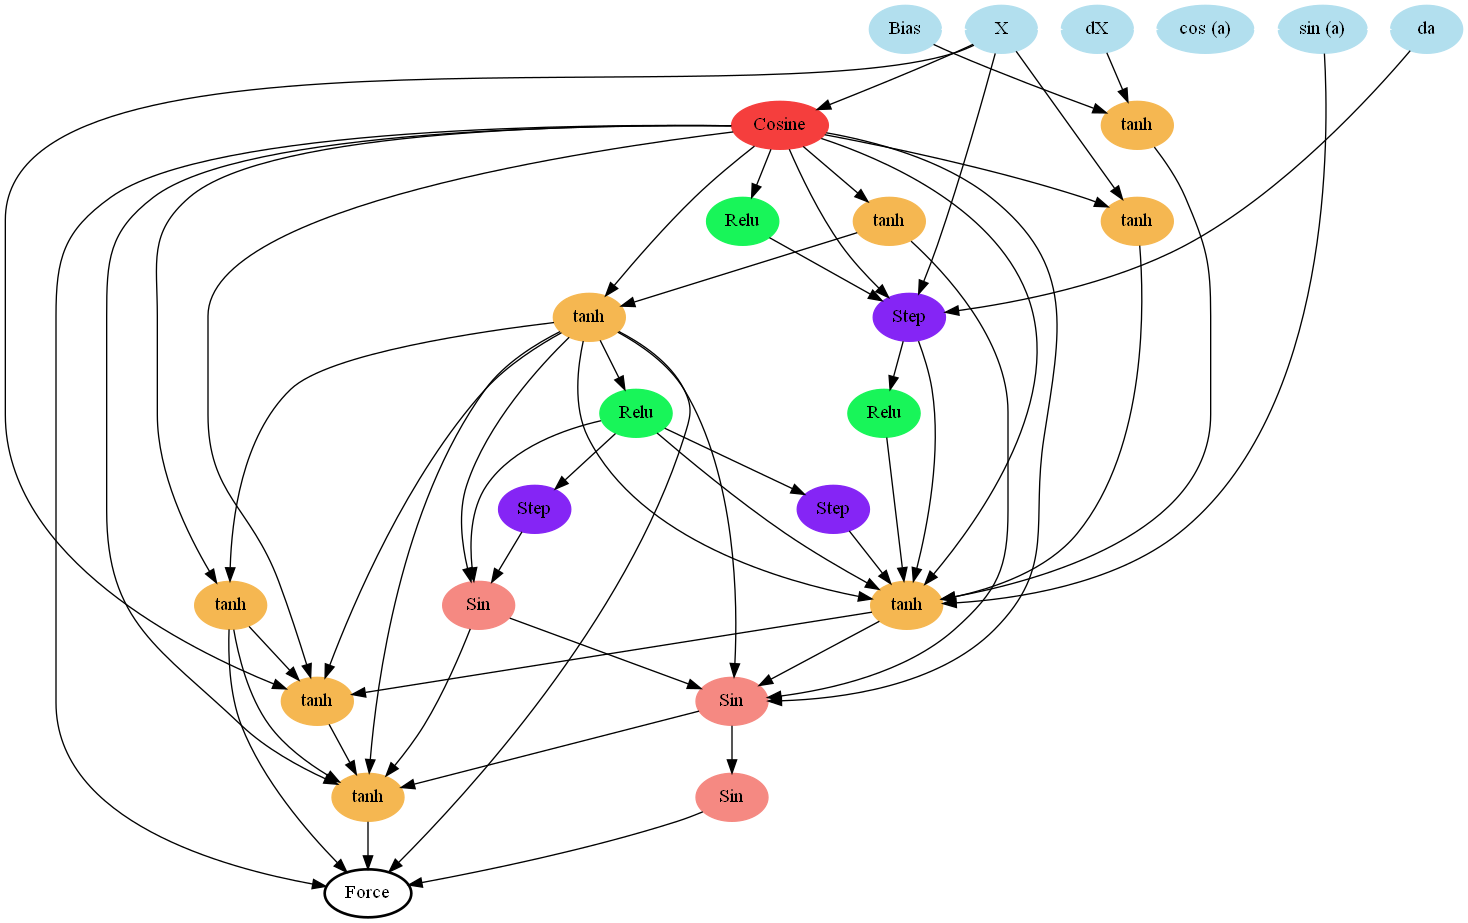 Bias X dX cos (a) sin (a) da
Cosine tanh
Relu tanh tanh
tanh Step
Relu Relu
Step Step
tanh Sin tanh
tanh Sin
tanh Sin
Force